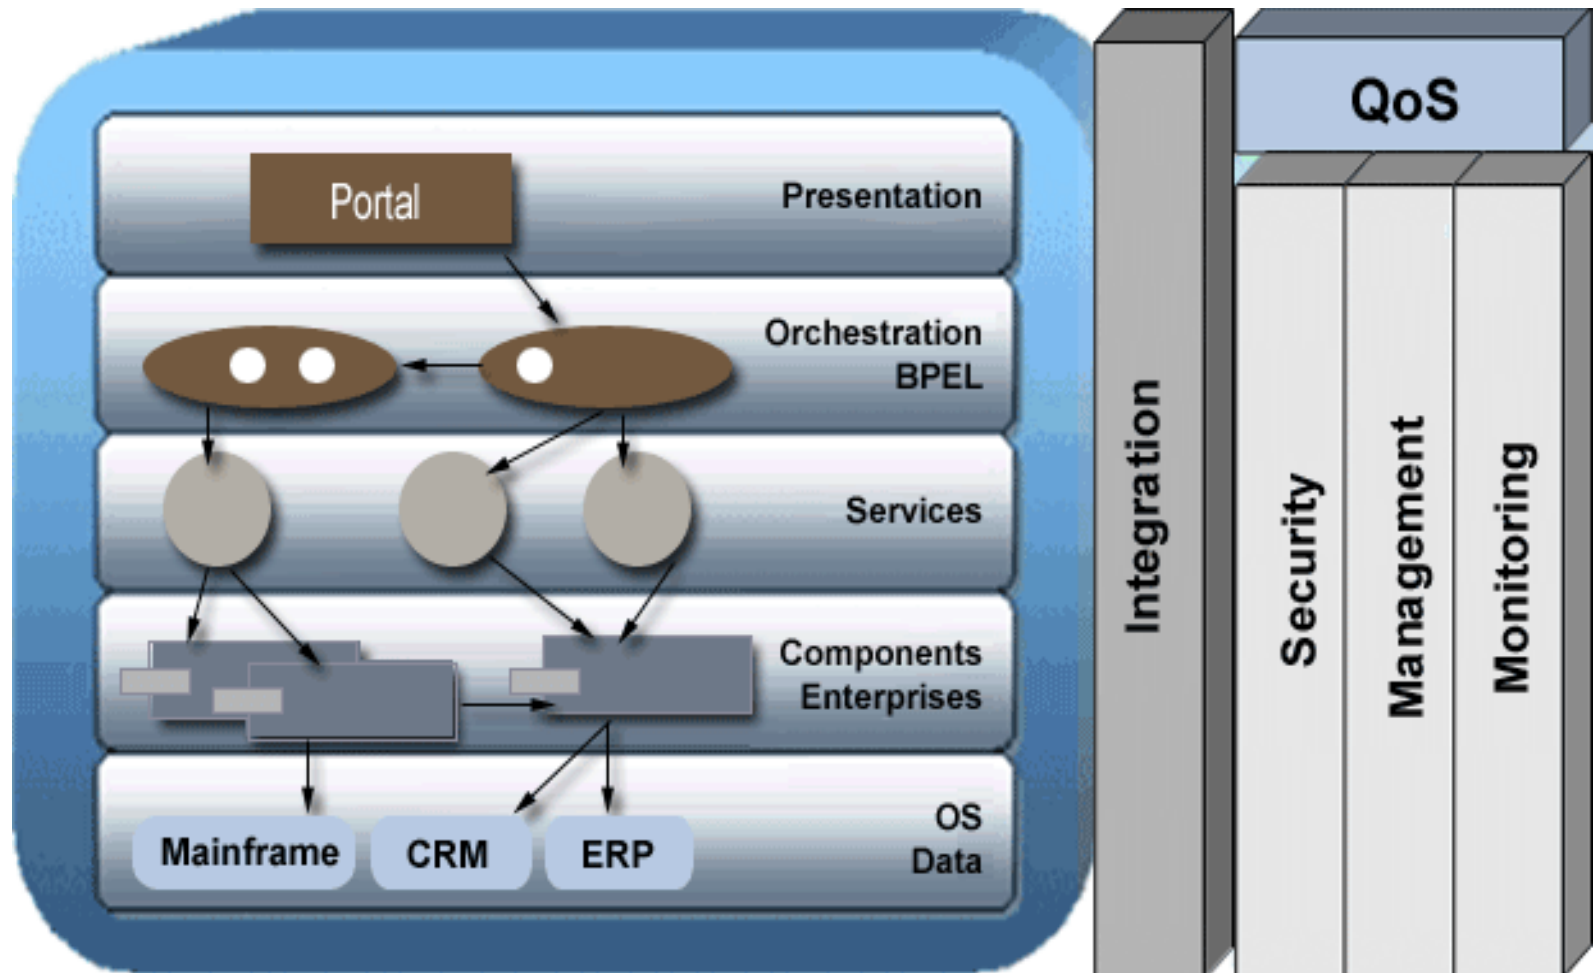 Portal
Presentation
Orchestration
BPEL
Services
Components
Enterprises
OS
Data
Mainframe
CRM
ERP
Integration
QoS
Security
Management
Monitoring